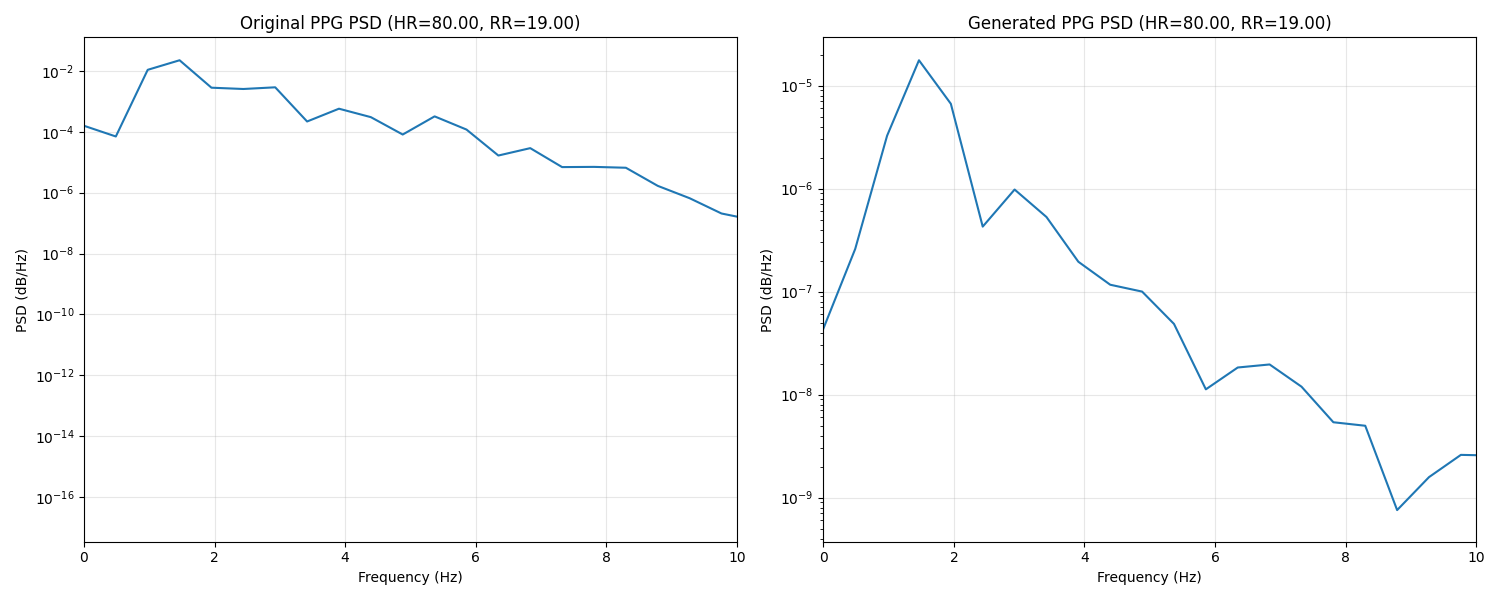 Original PPG PSD (HR=80.00, RR=19.00)
PSD (dB/Hz)
10⁻²
10⁻⁴
10⁻⁶
10⁻⁸
10⁻¹⁰
10⁻¹²
10⁻¹⁴
10⁻¹⁶
0 2 4 6 8 10
Frequency (Hz)
Generated PPG PSD (HR=80.00, RR=19.00)
PSD (dB/Hz)
10⁻⁵
10⁻⁶
10⁻⁷
10⁻⁸
10⁻⁹
0 2 4 6 8 10
Frequency (Hz)